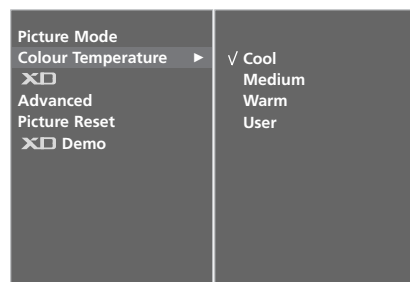 Picture Mode
Colour Temperature ►
XD
Advanced
Picture Reset
XD Demo
√ Cool
Medium
Warm
User